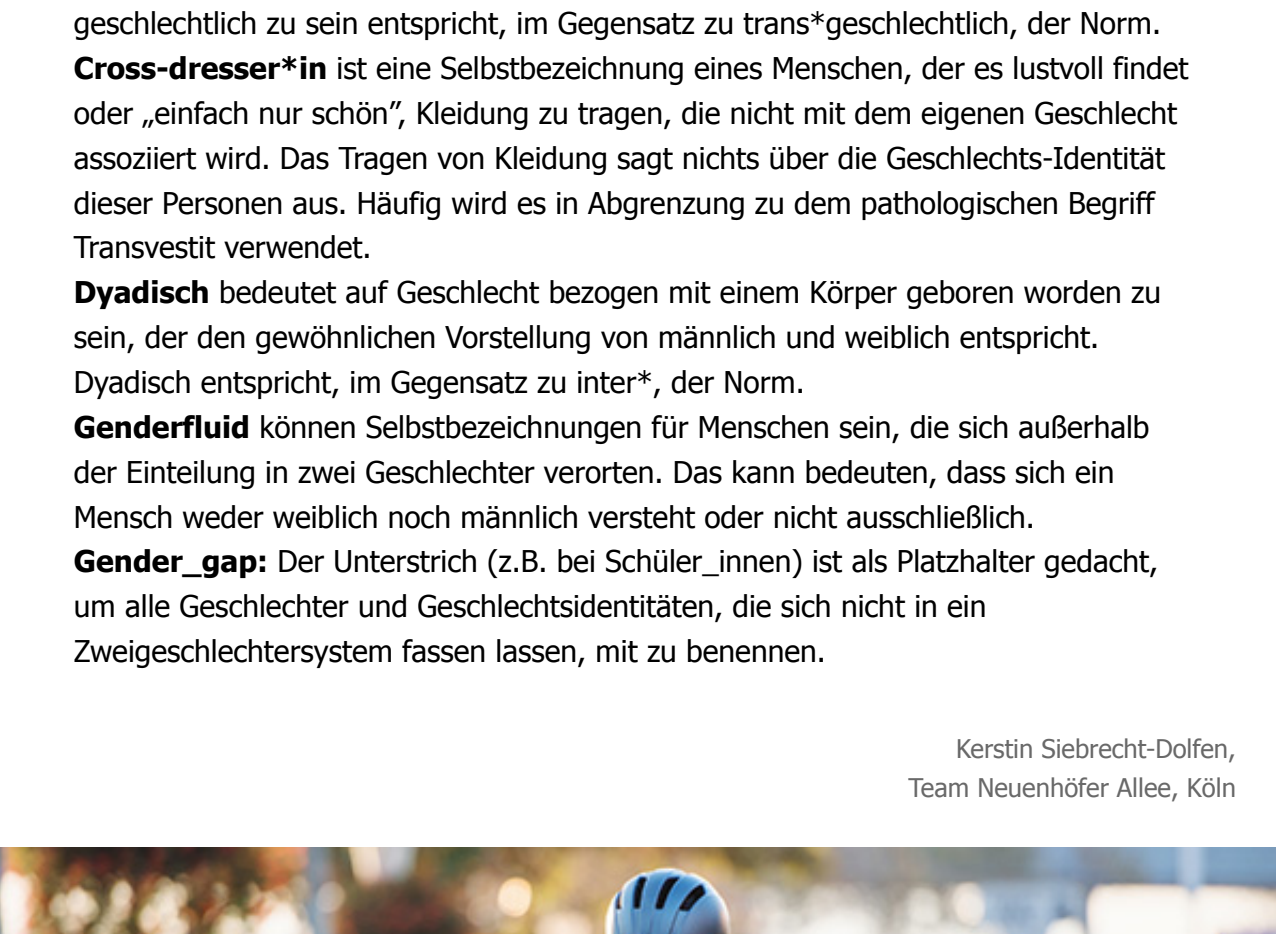 geschlechtlich zu sein entspricht, im Gegensatz zu trans*geschlechtlich, der Norm.
Cross-dresser*in ist eine Selbstbezeichnung eines Menschen, der es lustvoll findet
oder „einfach nur schön”, Kleidung zu tragen, die nicht mit dem eigenen Geschlecht
assoziiert wird. Das Tragen von Kleidung sagt nichts über die Geschlechts-Identität
dieser Personen aus. Häufig wird es in Abgrenzung zu dem pathologischen Begriff
Transvestit verwendet.
Dyadisch bedeutet auf Geschlecht bezogen mit einem Körper geboren worden zu
sein, der den gewöhnlichen Vorstellung von männlich und weiblich entspricht.
Dyadisch entspricht, im Gegensatz zu inter*, der Norm.
Genderfluid können Selbstbezeichnungen für Menschen sein, die sich außerhalb
der Einteilung in zwei Geschlechter verorten. Das kann bedeuten, dass sich ein
Mensch weder weiblich noch männlich versteht oder nicht ausschließlich.
Gender_gap: Der Unterstrich (z.B. bei Schüler_innen) ist als Platzhalter gedacht,
um alle Geschlechter und Geschlechtsidentitäten, die sich nicht in ein
Zweigeschlechtersystem fassen lassen, mit zu benennen.
Kerstin Siebrecht-Dolfen,
Team Neuenhöfer Allee, Köln